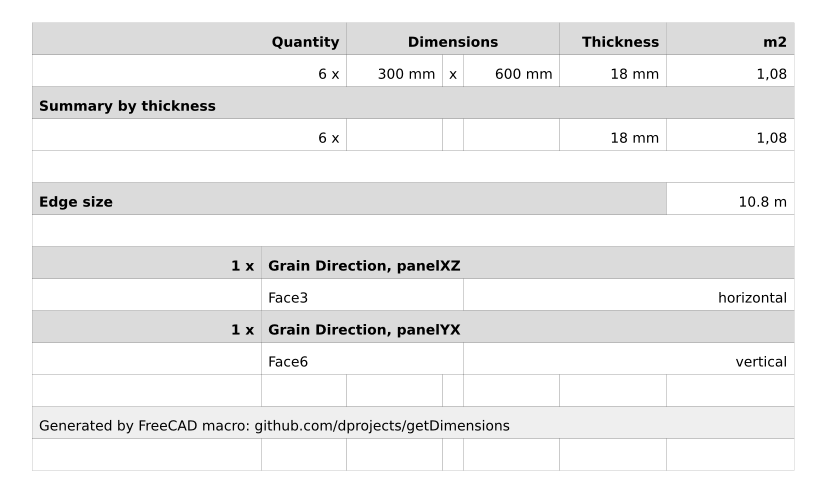 Quantity Dimensions Thickness m2
6 x 300 mm x 600 mm 18 mm 1,08
Summary by thickness
6 x 18 mm 1,08
Edge size 10.8 m
1 x Grain Direction, panelXZ
Face3 horizontal
1 x Grain Direction, panelYX
Face6 vertical
Generated by FreeCAD macro: github.com/dprojects/getDimensions